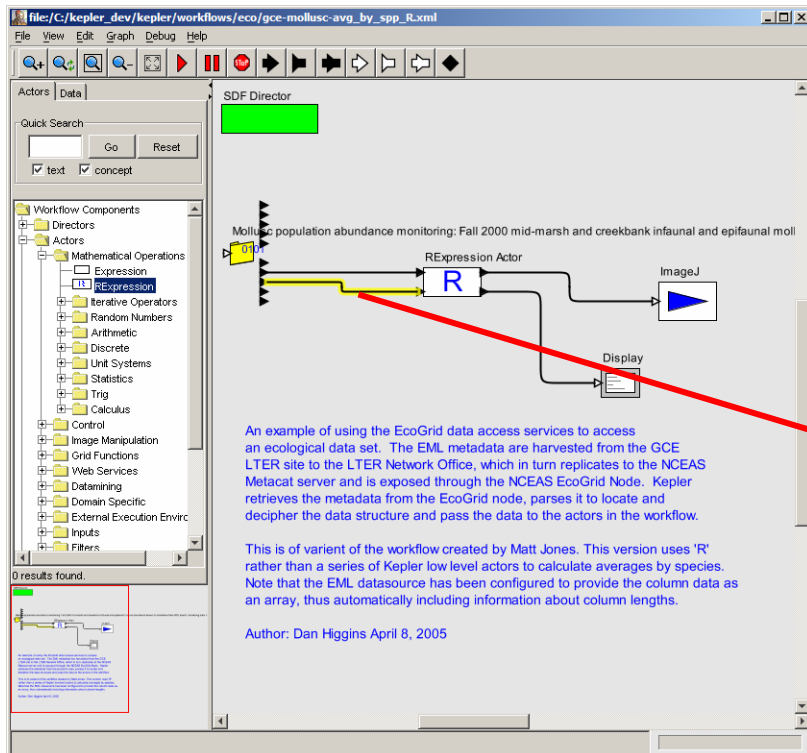 file:/C:/kepler_dev/kepler/workflows/eco/gce-mollusc-avg_by_spp_R.xml
File View Edit Graph Debug Help
STOP
Actors Data
Quick Search
Go Reset
text concept
Workflow Components
Directors
Actors
Mathematical Operations
Expression
RExpression
Iterative Operators
Random Numbers
Arithmetic
Discrete
Unit Systems
Statistics
Trig
Calculus
Control
Image Manipulation
Grid Functions
Web Services
Datamining
Domain Specific
External Execution Enviro
Inputs
Filters
0 results found.
SDF Director
Mollusc population abundance monitoring: Fall 2000 mid-marsh and creekbank infaunal and epifaunal moll
0101
RExpression Actor
R
ImageJ
Display
An example of using the EcoGrid data access services to access
an ecological data set. The EML metadata are harvested from the GCE
LTER site to the LTER Network Office, which in turn replicates to the NCEAS
Metacat server and is exposed through the NCEAS EcoGrid Node. Kepler
retrieves the metadata from the EcoGrid node, parses it to locate and
decipher the data structure and pass the data to the actors in the workflow.
This is of varient of the workflow created by Matt Jones. This version uses 'R'
rather than a series of Kepler low level actors to calculate averages by species.
Note that the EML datasource has been configured to provide the column data as
an array, thus automatically including information about column lengths.
Author: Dan Higgins April 8, 2005